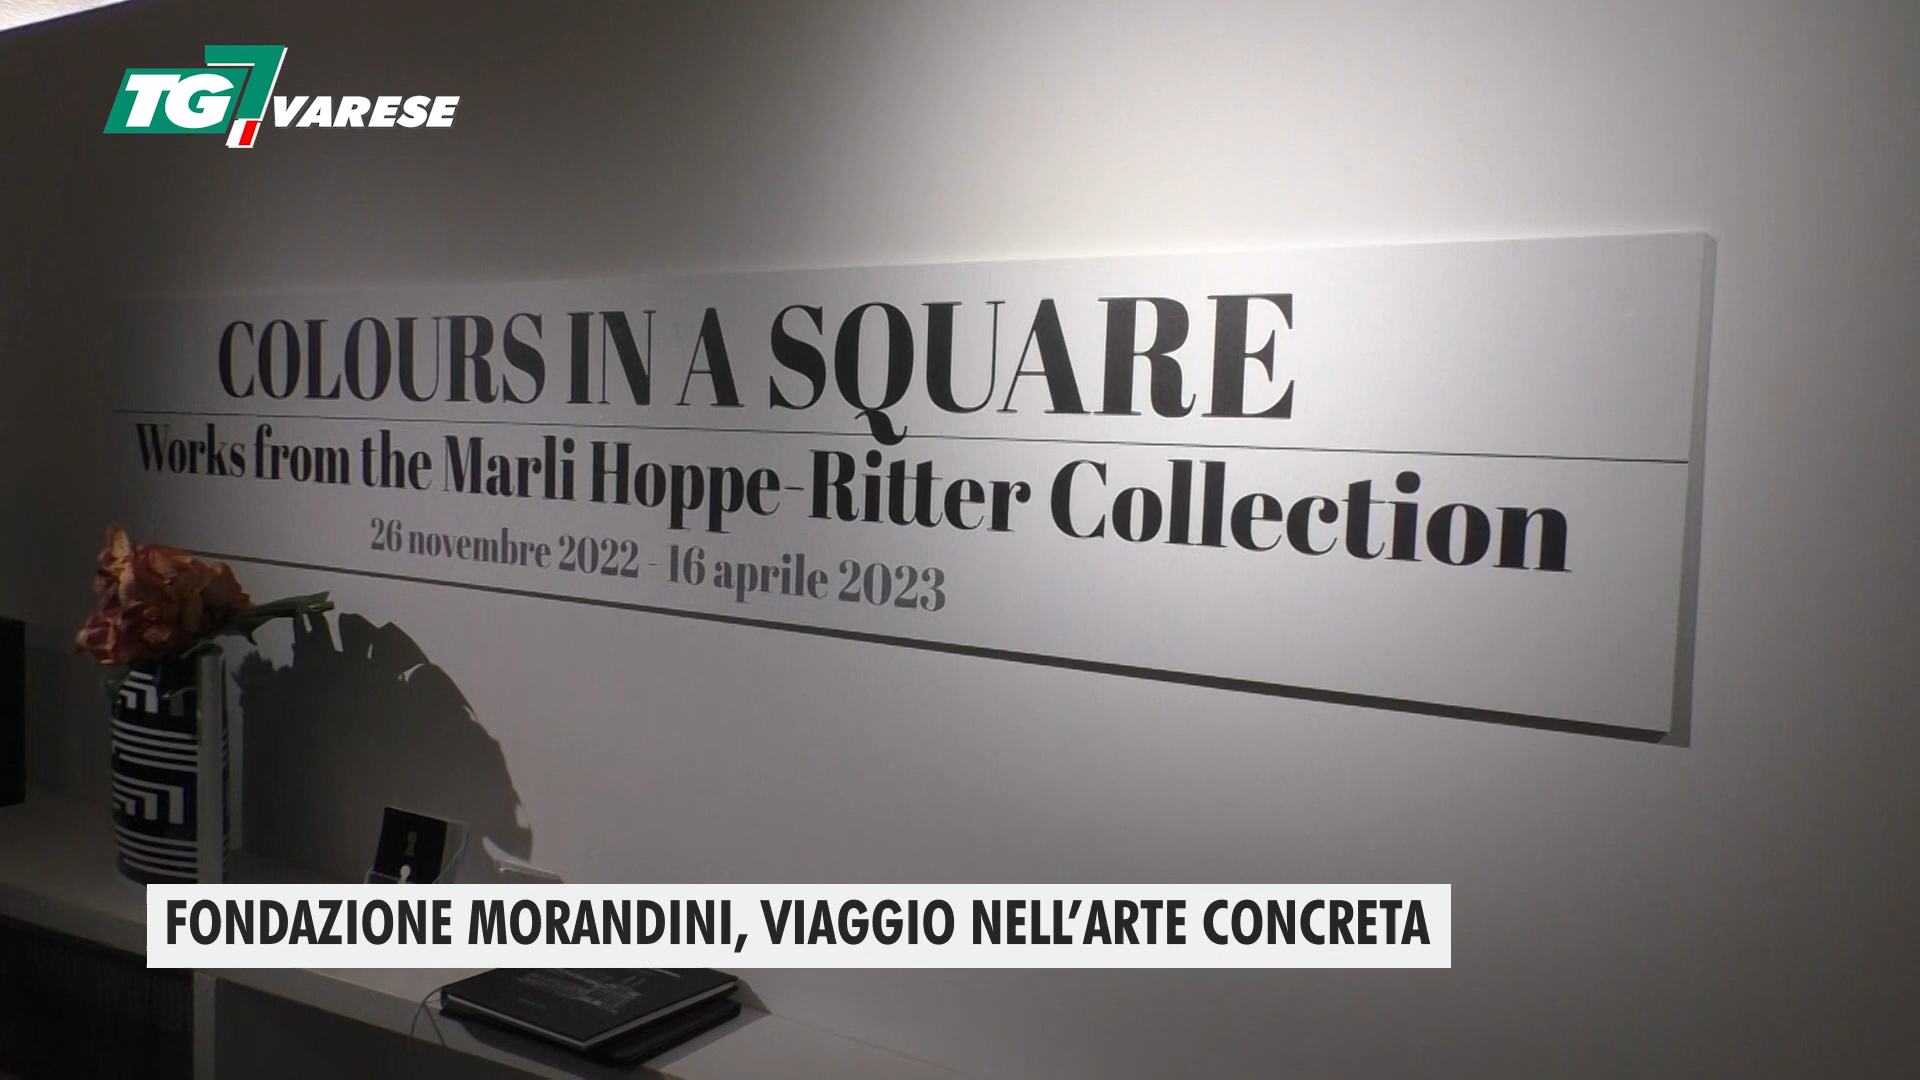 TG7 VARESE
COLOURS IN A SQUARE
Works from the Marli Hoppe-Ritter Collection
26 novembre 2022 - 16 aprile 2023
FONDAZIONE MORANDINI, VIAGGIO NELL’ARTE CONCRETA